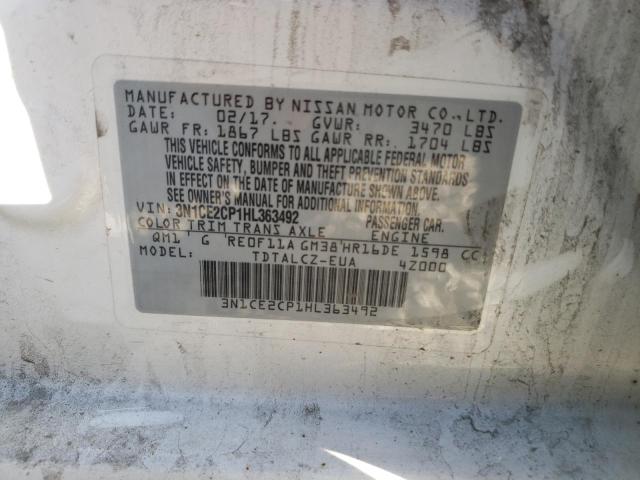 MANUFACTURED BY NISSAN MOTOR CO.,LTD.
DATE: 02/17. GVWR: 3470 LBS
GAWR FR: 1867 LBS GAWR RR: 1704 LBS
THIS VEHICLE CONFORMS TO ALL APPLICABLE FEDERAL MOTOR
VEHICLE SAFETY, BUMPER AND THEFT PREVENTION STANDARDS
IN EFFECT ON THE DATE OF MANUFACTURE SHOWN ABOVE.
SEE OWNER'S MANUAL FOR ADDITIONAL INFORMATION.
VIN: 3N1CE2CP1HL363492 PASSENGER CAR.
COLOR TRIM TRANS AXLE ENGINE
QM1 G RE0F11A GM38 HR16DE 1598 CC
MODEL: TDTALCZ-EUA 42000
3N1CE2CP1HL363492